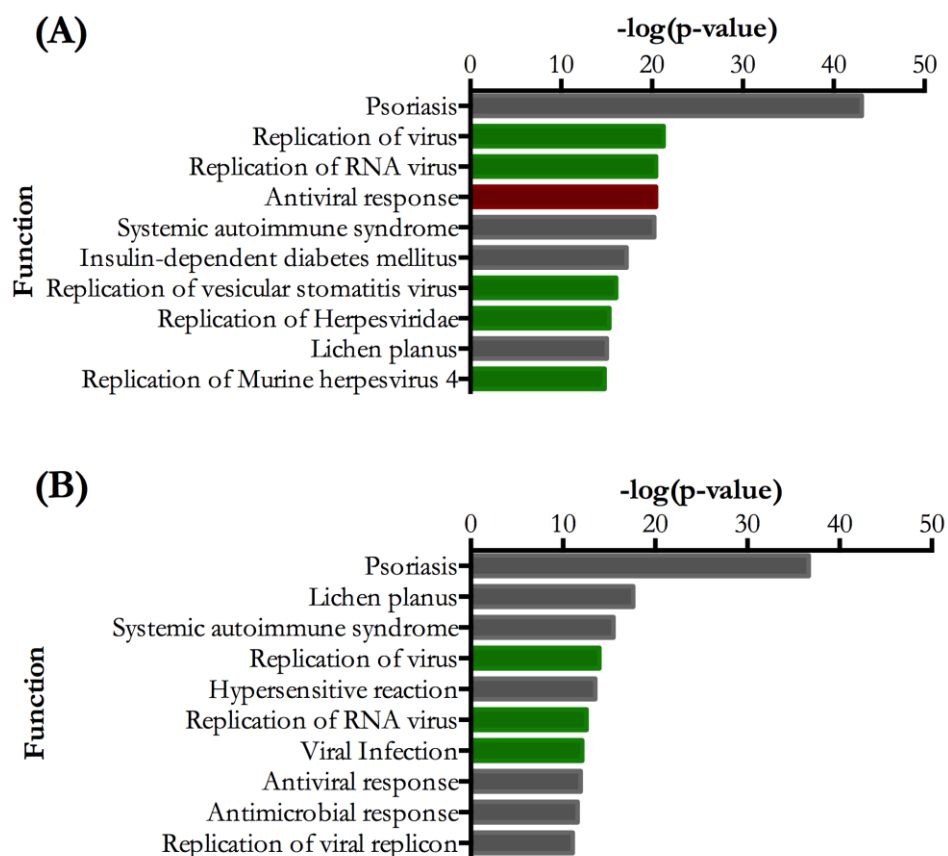 (A)
-log(p-value)
0 10 20 30 40 50
Function
Psoriasis
Replication of virus
Replication of RNA virus
Antiviral response
Systemic autoimmune syndrome
Insulin-dependent diabetes mellitus
Replication of vesicular stomatitis virus
Replication of Herpesviridae
Lichen planus
Replication of Murine herpesvirus 4
(B)
-log(p-value)
0 10 20 30 40 50
Function
Psoriasis
Lichen planus
Systemic autoimmune syndrome
Replication of virus
Hypersensitive reaction
Replication of RNA virus
Viral Infection
Antiviral response
Antimicrobial response
Replication of viral replicon